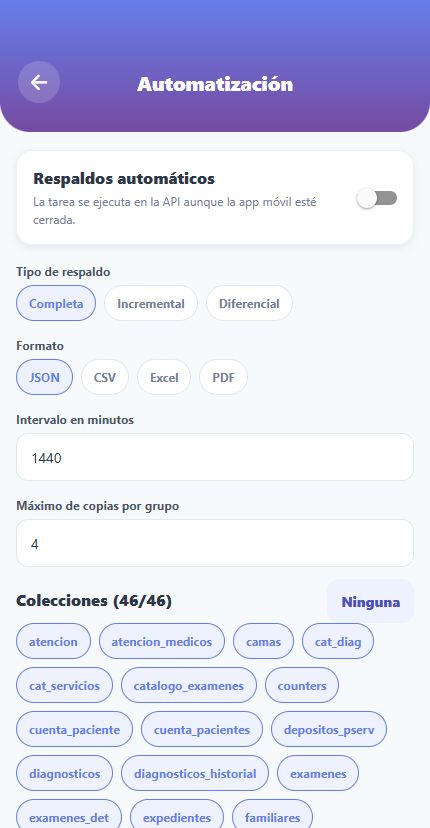 Automatización
Respaldos automáticos
La tarea se ejecuta en la API aunque la app móvil esté
cerrada.
Tipo de respaldo
Completa Incremental Diferencial
Formato
JSON CSV Excel PDF
Intervalo en minutos
1440
Máximo de copias por grupo
4
Colecciones (46/46) Ninguna
atencion atencion_medicos camas cat_diag
cat_servicios catalogo_examenes counters
cuenta_paciente cuenta_pacientes depositos_pserv
diagnosticos diagnosticos_historial examenes
examenes_det expedientes familiares